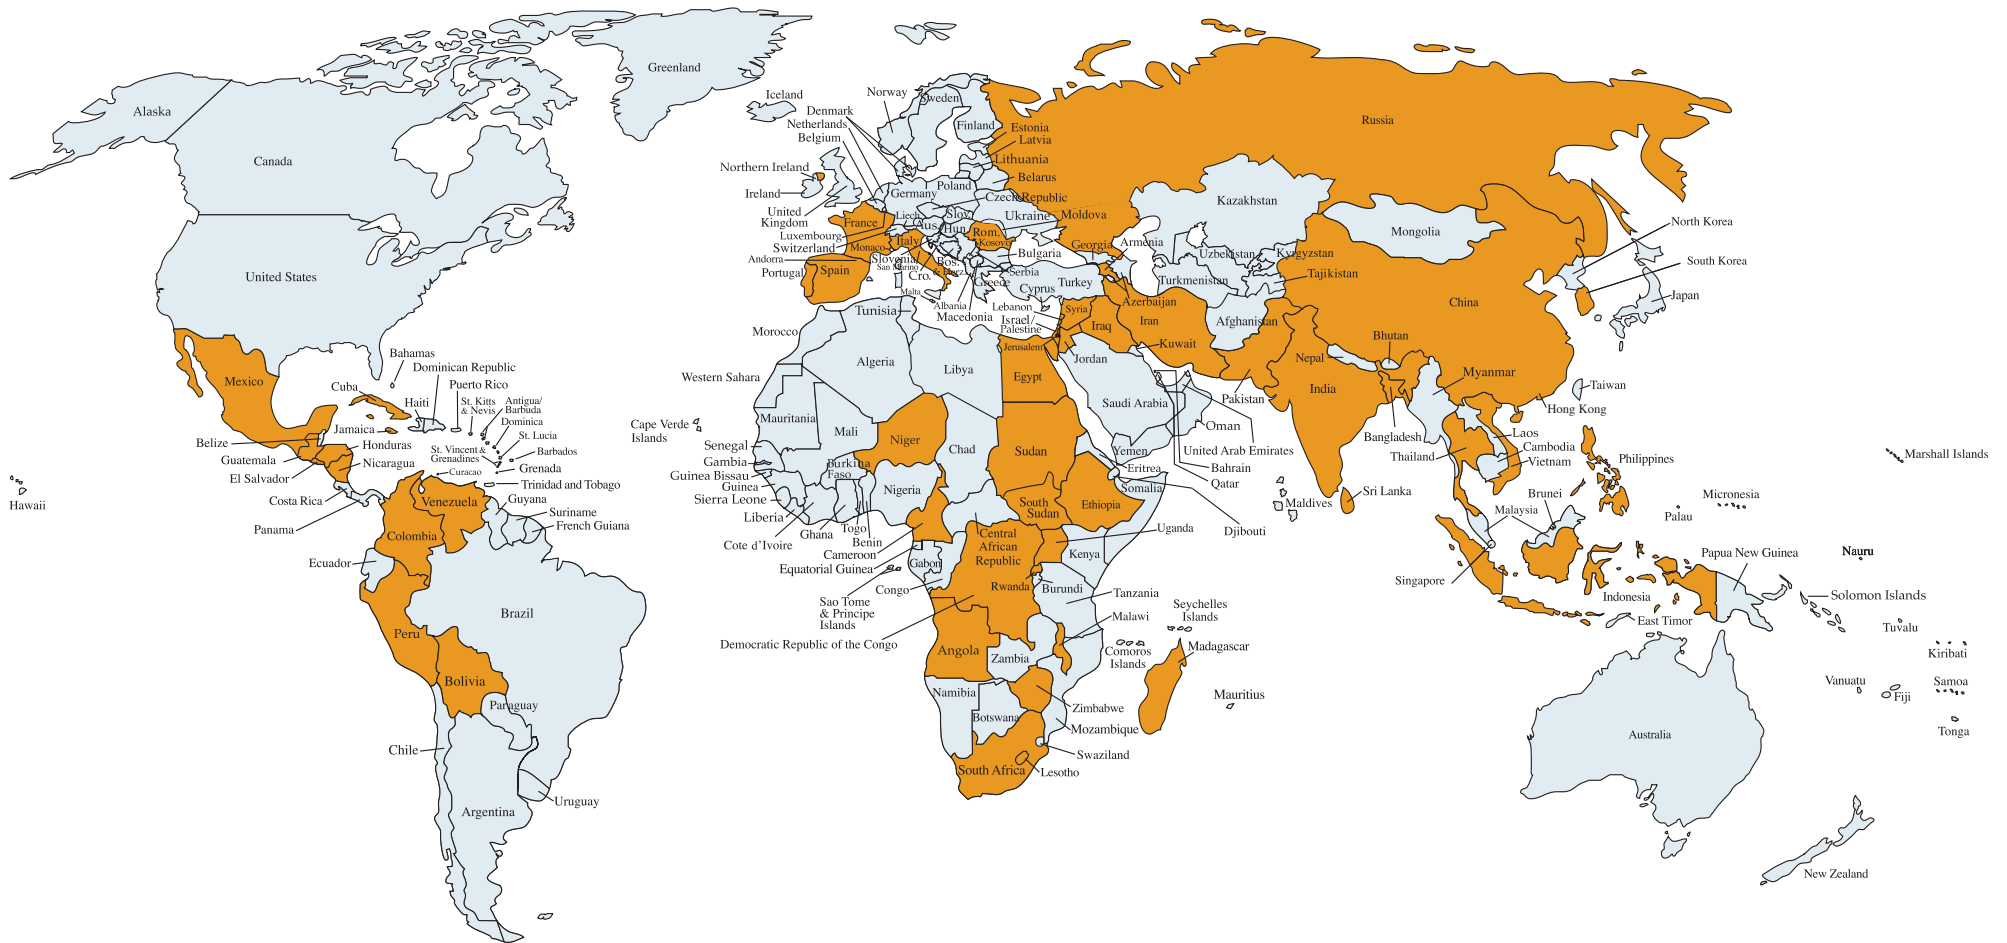 Greenland
Alaska
Canada
United States
Hawaii
Mexico
Bahamas
Dominican Republic
Cuba
Puerto Rico
Haiti
St. Kitts
& Nevis
Antigua/
Barbuda
Dominica
St. Lucia
Jamaica
Belize
Honduras
Guatemala
Nicaragua
El Salvador
Costa Rica
Panama
St. Vincent &
Grenadines
Barbados
Curacao
Grenada
Trinidad and Tobago
Guyana
Suriname
French Guiana
Venezuela
Colombia
Ecuador
Brazil
Peru
Bolivia
Paraguay
Chile
Uruguay
Argentina
Iceland
Norway
Sweden
Finland
Denmark
Netherlands
Belgium
Northern Ireland
Ireland
United
Kingdom
Luxembourg
Switzerland
Andorra
Portugal
Spain
France
Monaco
Germany
Poland
Liech
Aus.
Slov.
Hun
Italy
Slovenia
San Marino
Cro.
Bos.
& Herz.
Malta
Albania
Macedonia
Greece
Serbia
Bulgaria
Kosovo
Rom.
Moldova
Ukraine
Czech Republic
Belarus
Lithuania
Latvia
Estonia
Russia
Georgia
Armenia
Azerbaijan
Turkey
Cyprus
Lebanon
Israel/
Palestine
Jerusalem
Syria
Iraq
Iran
Jordan
Kuwait
Saudi Arabia
Yemen
Oman
United Arab Emirates
Bahrain
Qatar
Kazakhstan
Uzbekistan
Turkmenistan
Kyrgyzstan
Tajikistan
Afghanistan
Pakistan
India
Nepal
Bhutan
Bangladesh
Sri Lanka
Maldives
Mongolia
China
North Korea
South Korea
Japan
Taiwan
Hong Kong
Myanmar
Laos
Thailand
Cambodia
Vietnam
Philippines
Brunei
Malaysia
Singapore
Indonesia
East Timor
Papua New Guinea
Australia
New Zealand
Marshall Islands
Micronesia
Palau
Nauru
Solomon Islands
Tuvalu
Kiribati
Vanuatu
Fiji
Samoa
Tonga
Morocco
Tunisia
Algeria
Libya
Egypt
Western Sahara
Mauritania
Mali
Niger
Chad
Sudan
Eritrea
Djibouti
Somalia
Ethiopia
South
Sudan
Cape Verde
Islands
Senegal
Gambia
Guinea Bissau
Guinea
Sierra Leone
Liberia
Cote d’Ivoire
Ghana
Togo
Benin
Burkina
Faso
Nigeria
Cameroon
Equatorial Guinea
Gabon
Congo
Sao Tome
& Principe
Islands
Central
African
Republic
Democratic Republic of the Congo
Rwanda
Burundi
Uganda
Kenya
Tanzania
Malawi
Seychelles
Islands
Comoros
Islands
Madagascar
Mauritius
Angola
Zambia
Namibia
Botswana
Zimbabwe
Mozambique
Swaziland
Lesotho
South Africa